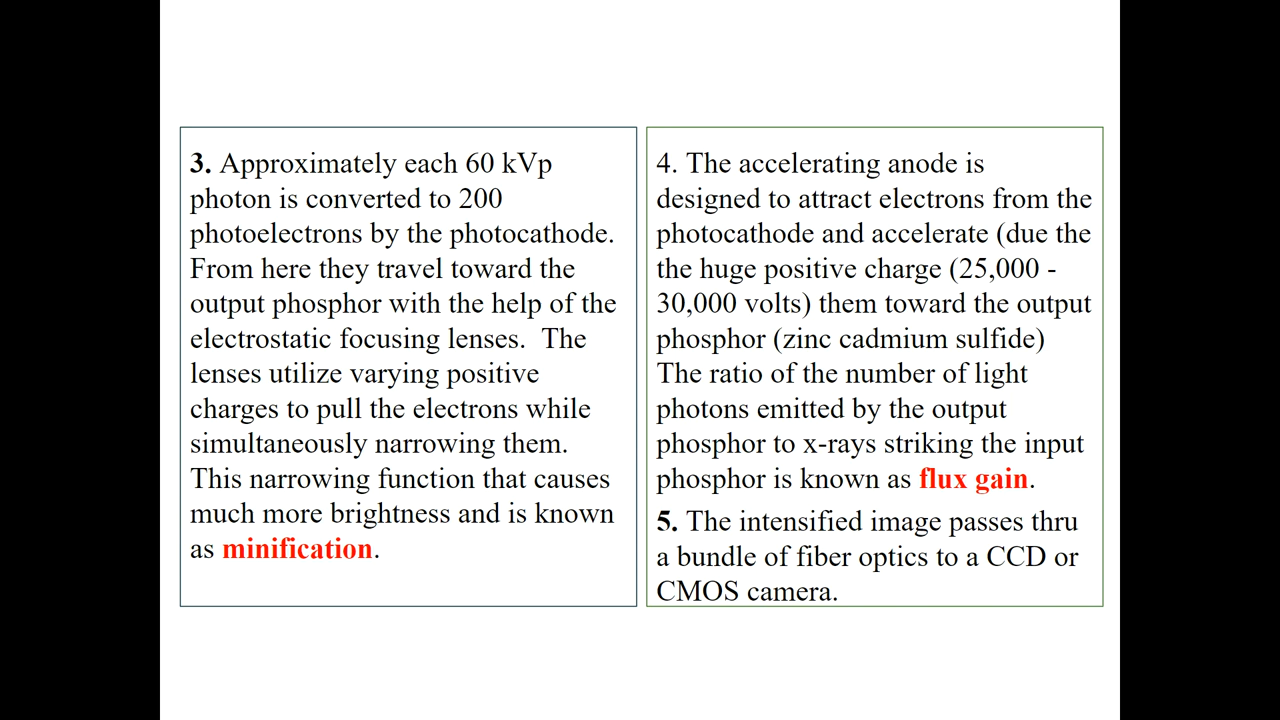 3. Approximately each 60 kVp
photon is converted to 200
photoelectrons by the photocathode.
From here they travel toward the
output phosphor with the help of the
electrostatic focusing lenses.  The
lenses utilize varying positive
charges to pull the electrons while
simultaneously narrowing them.
This narrowing function that causes
much more brightness and is known
as minification.
4. The accelerating anode is
designed to attract electrons from the
photocathode and accelerate (due the
the huge positive charge (25,000 -
30,000 volts) them toward the output
phosphor (zinc cadmium sulfide)
The ratio of the number of light
photons emitted by the output
phosphor to x-rays striking the input
phosphor is known as flux gain.
5. The intensified image passes thru
a bundle of fiber optics to a CCD or
CMOS camera.